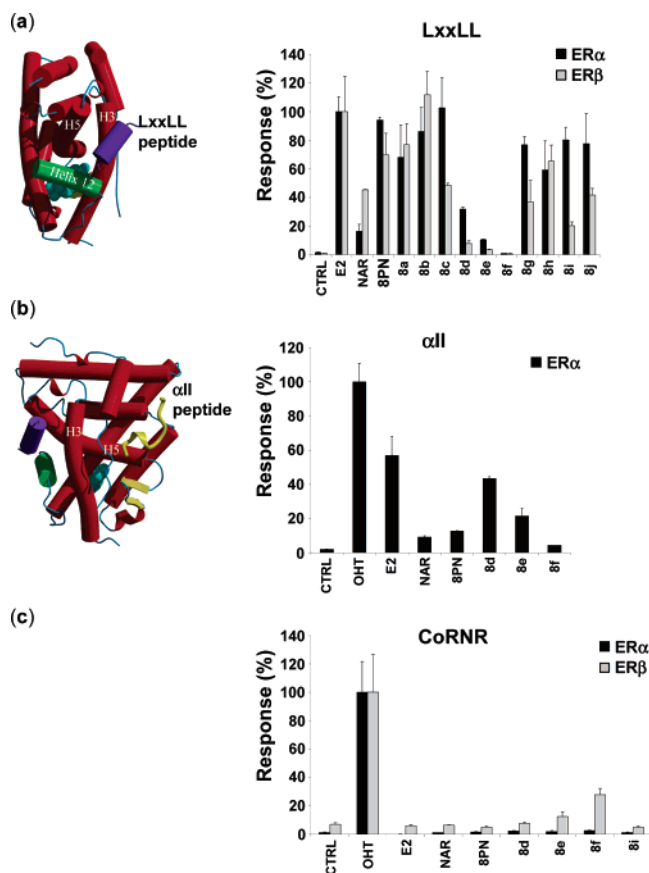 (a)
LxxLL
H3
H5
LxxLL
peptide
Helix 12
Response (%)
140
120
100
80
60
40
20
0
ERα
ERβ
CTRL
E2
NAR
8PN
8a
8b
8c
8d
8e
8f
8g
8h
8i
8j
(b)
αII
αII
peptide
H3
H5
Response (%)
120
100
80
60
40
20
0
ERα
CTRL
OHT
E2
NAR
8PN
8d
8e
8f
(c)
CoRNR
Response (%)
140
120
100
80
60
40
20
0
ERα
ERβ
CTRL
OHT
E2
NAR
8PN
8d
8e
8f
8i